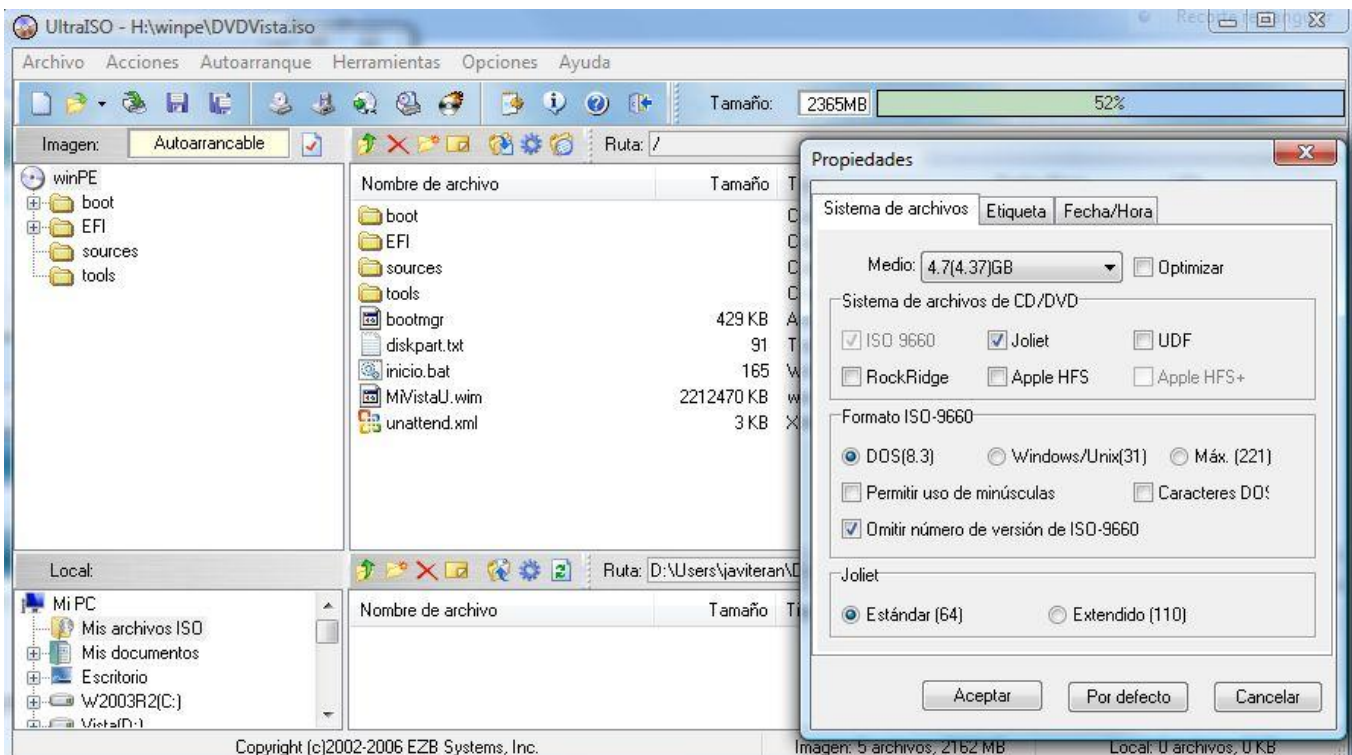 UltraISO - H:\winpe\DVDVista.iso
Archivo Acciones Autoarranque Herramientas Opciones Ayuda
Tamaño: 2365MB 52%
Imagen: Autoarrancable Ruta: /
winPE
boot
EFI
sources
tools
Nombre de archivo Tamaño T
boot C
EFI C
sources C
tools C
bootmgr 429 KB A
diskpart.txt 91 T
inicio.bat 165 W
MiVistaU.wim 2212470 KB w
unattend.xml 3 KB X
Propiedades
Sistema de archivos Etiqueta Fecha/Hora
Medio: 4.7(4.37)GB Optimizar
Sistema de archivos de CD/DVD
ISO 9660 Joliet UDF
RockRidge Apple HFS Apple HFS+
Formato ISO-9660
DOS(8.3) Windows/Unix(31) Máx. (221)
Permitir uso de minúsculas Caracteres DOS
Omitir número de versión de ISO-9660
Joliet
Estándar (64) Extendido (110)
Aceptar Por defecto Cancelar
Local: Ruta: D:\Users\javiteran\D
Mi PC
Mis archivos ISO
Mis documentos
Escritorio
W2003R2(C:)
Vista(D:)
Nombre de archivo Tamaño Ti
Copyright (c)2002-2006 EZB Systems, Inc. Imagen: 5 archivos, 2162 MB Local: 0 archivos, 0 KB